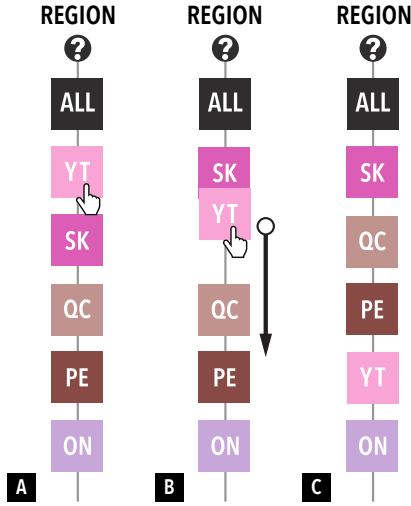 REGION
?
ALL
YT
SK
QC
PE
ON
A
REGION
?
ALL
SK
YT
QC
PE
ON
B
REGION
?
ALL
SK
QC
PE
YT
ON
C